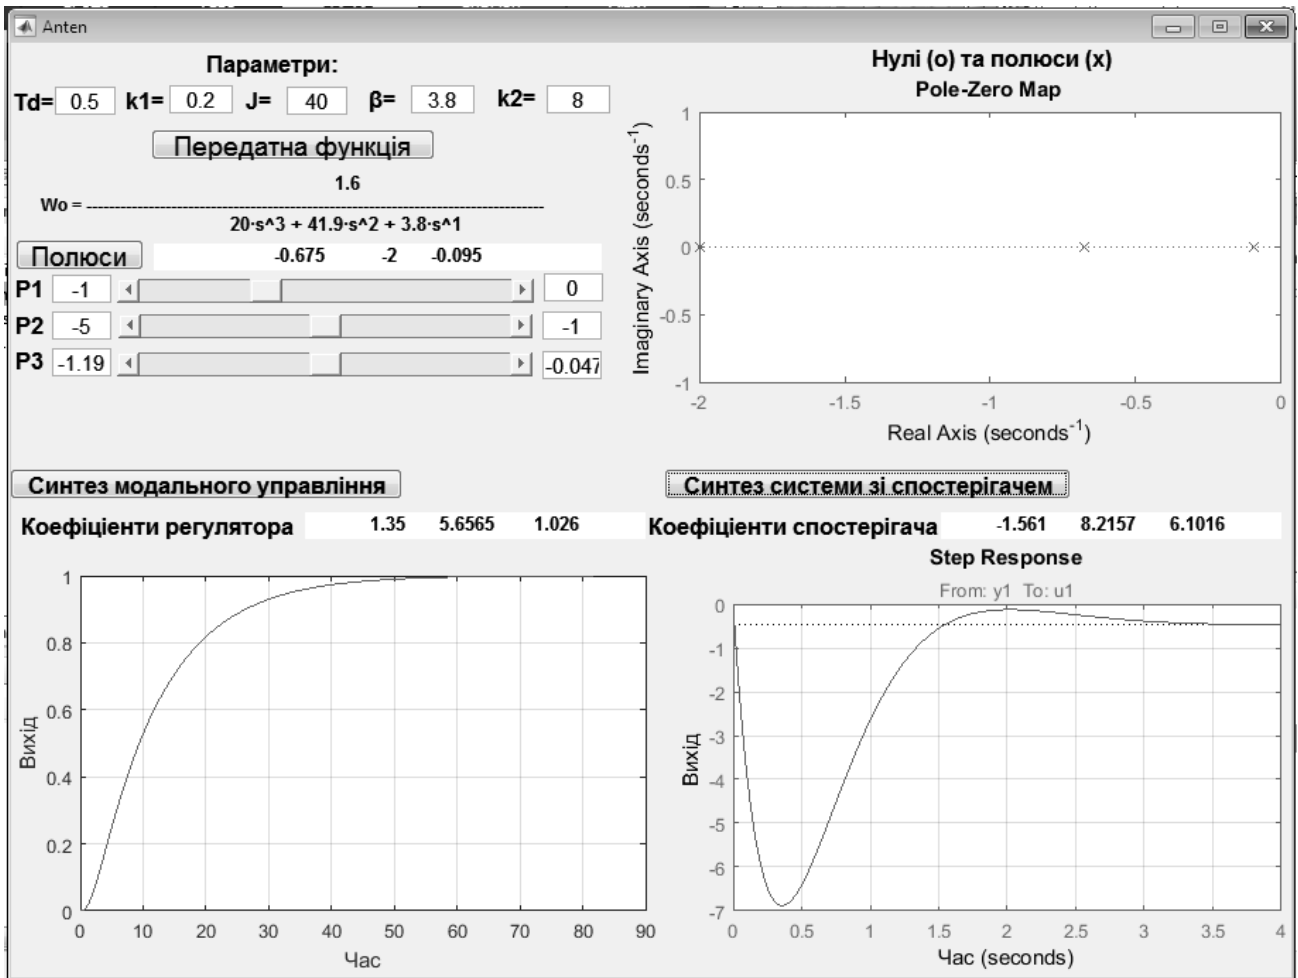 Anten
Параметри:
Td= 0.5 k1= 0.2 J= 40 β= 3.8 k2= 8
Передатна функція
1.6
Wo = ----------------------------------------------------------------
20·s^3 + 41.9·s^2 + 3.8·s^1
Полюси -0.675 -2 -0.095
P1 -1 0
P2 -5 -1
P3 -1.19 -0.047
Нулі (o) та полюси (x)
Pole-Zero Map
Imaginary Axis (seconds⁻¹)
1
0.5
0
-0.5
-1
-2 -1.5 -1 -0.5 0
Real Axis (seconds⁻¹)
Синтез модального управління
Коефіціенти регулятора 1.35 5.6565 1.026
Вихід
1
0.8
0.6
0.4
0.2
0
0 10 20 30 40 50 60 70 80 90
Час
Синтез системи зі спостерігачем
Коефіціенти спостерігача -1.561 8.2157 6.1016
Step Response
From: y1 To: u1
Вихід
0
-1
-2
-3
-4
-5
-6
-7
0 0.5 1 1.5 2 2.5 3 3.5 4
Час (seconds)